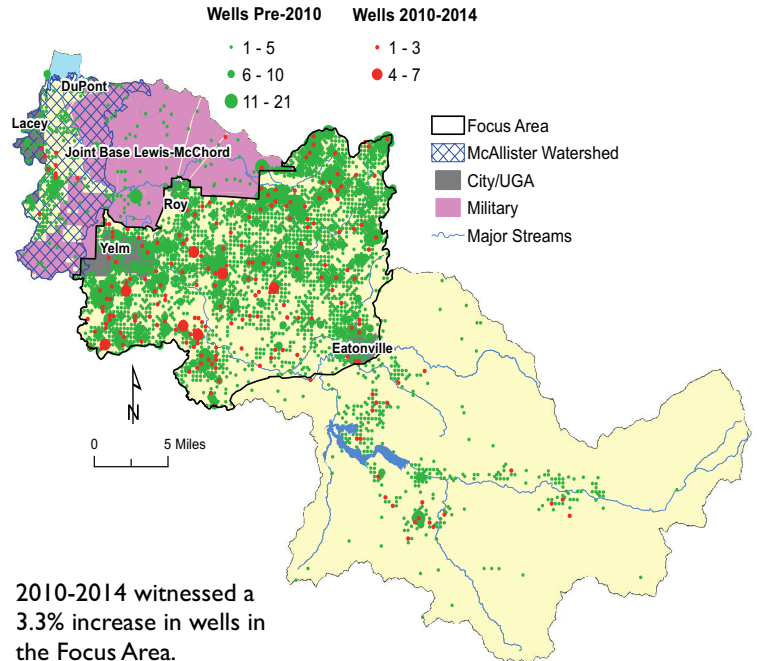 Wells Pre-2010 Wells 2010-2014
1 - 5 1 - 3
6 - 10 4 - 7
11 - 21
DuPont
Lacey
Joint Base Lewis-McChord
Roy
Yelm
Eatonville
Focus Area
McAllister Watershed
City/UGA
Military
Major Streams
N
0 5 Miles
2010-2014 witnessed a
3.3% increase in wells in
the Focus Area.